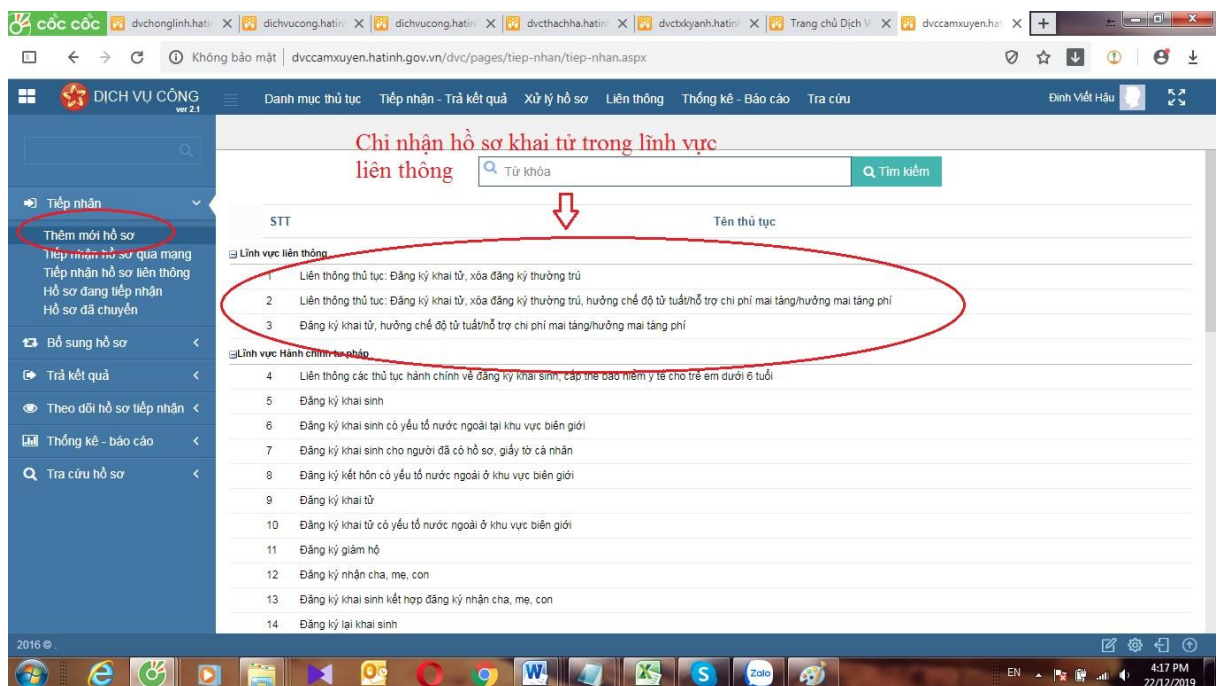 cốc cốc
dvchonglinh.hatir
dichvucong.hatin
dichvucong.hatin
dvcthachha.hatin
dvctxkyanh.hatinl
Trang chủ Dịch V
dvccamxuyen.hat
Không bảo mật
dvccamxuyen.hatinh.gov.vn/dvc/pages/tiep-nhan/tiep-nhan.aspx
DỊCH VỤ CÔNG
ver 2.1
Danh mục thủ tục
Tiếp nhận - Trả kết quả
Xử lý hồ sơ
Liên thông
Thống kê - Báo cáo
Tra cứu
Đinh Viết Hậu
Chỉ nhận hồ sơ khai tử trong lĩnh vực
liên thông
Từ khóa
Tìm kiếm
Tiếp nhận
Thêm mới hồ sơ
Tiếp nhận hồ sơ qua mạng
Tiếp nhận hồ sơ liên thông
Hồ sơ đang tiếp nhận
Hồ sơ đã chuyển
Bổ sung hồ sơ
Trả kết quả
Theo dõi hồ sơ tiếp nhận
Thống kê - báo cáo
Tra cứu hồ sơ
STT
Tên thủ tục
Lĩnh vực liên thông
1 Liên thông thủ tục: Đăng ký khai tử, xóa đăng ký thường trú
2 Liên thông thủ tục: Đăng ký khai tử, xóa đăng ký thường trú, hưởng chế độ tử tuất/hỗ trợ chi phí mai táng/hưởng mai táng phí
3 Đăng ký khai tử, hưởng chế độ tử tuất/hỗ trợ chi phí mai táng/hưởng mai táng phí
Lĩnh vực Hành chính tư pháp
4 Liên thông các thủ tục hành chính về đăng ký khai sinh, cấp thẻ bảo hiểm y tế cho trẻ em dưới 6 tuổi
5 Đăng ký khai sinh
6 Đăng ký khai sinh có yếu tố nước ngoài tại khu vực biên giới
7 Đăng ký khai sinh cho người đã có hồ sơ, giấy tờ cá nhân
8 Đăng ký kết hôn có yếu tố nước ngoài ở khu vực biên giới
9 Đăng ký khai tử
10 Đăng ký khai tử có yếu tố nước ngoài ở khu vực biên giới
11 Đăng ký giám hộ
12 Đăng ký nhận cha, mẹ, con
13 Đăng ký khai sinh kết hợp đăng ký nhận cha, mẹ, con
14 Đăng ký lại khai sinh
2016 © .
Zalo
EN
4:17 PM
22/12/2019